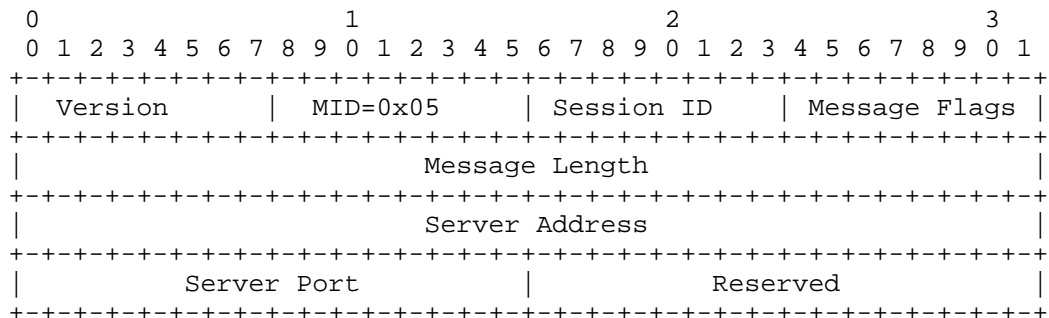 0                   1                   2                   3
 0 1 2 3 4 5 6 7 8 9 0 1 2 3 4 5 6 7 8 9 0 1 2 3 4 5 6 7 8 9 0 1
+-+-+-+-+-+-+-+-+-+-+-+-+-+-+-+-+-+-+-+-+-+-+-+-+-+-+-+-+-+-+-+-+
|   Version     |  MID=0x05     | Session ID    | Message Flags |
+-+-+-+-+-+-+-+-+-+-+-+-+-+-+-+-+-+-+-+-+-+-+-+-+-+-+-+-+-+-+-+-+
|                         Message Length                        |
+-+-+-+-+-+-+-+-+-+-+-+-+-+-+-+-+-+-+-+-+-+-+-+-+-+-+-+-+-+-+-+-+
|                         Server Address                        |
+-+-+-+-+-+-+-+-+-+-+-+-+-+-+-+-+-+-+-+-+-+-+-+-+-+-+-+-+-+-+-+-+
|          Server Port          |           Reserved            |
+-+-+-+-+-+-+-+-+-+-+-+-+-+-+-+-+-+-+-+-+-+-+-+-+-+-+-+-+-+-+-+-+